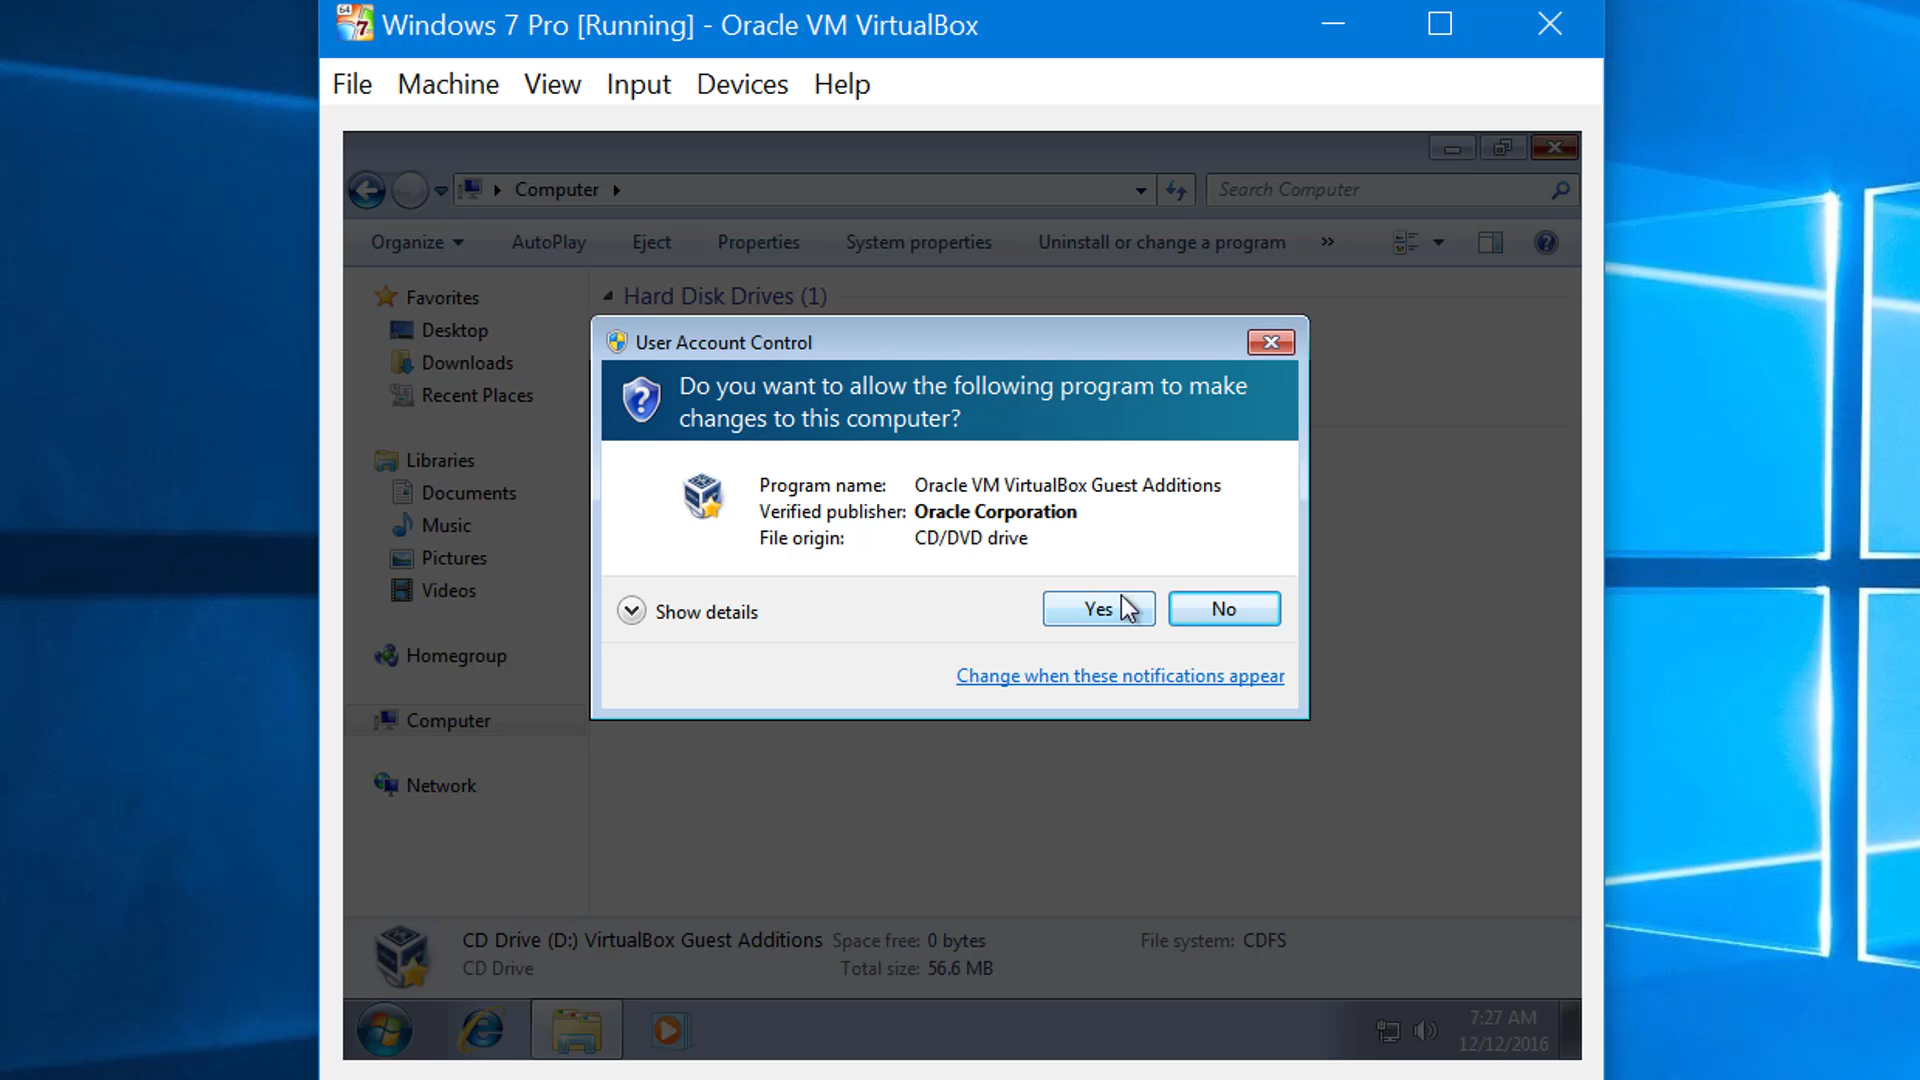 Windows 7 Pro [Running] - Oracle VM VirtualBox
File Machine View Input Devices Help
Computer
Search Computer
Organize AutoPlay Eject Properties System properties Uninstall or change a program »
Favorites
Desktop
Downloads
Recent Places
Libraries
Documents
Music
Pictures
Videos
Homegroup
Computer
Network
Hard Disk Drives (1)
User Account Control
Do you want to allow the following program to make
changes to this computer?
Program name: Oracle VM VirtualBox Guest Additions
Verified publisher: Oracle Corporation
File origin: CD/DVD drive
Show details
Yes No
Change when these notifications appear
CD Drive (D:) VirtualBox Guest Additions Space free: 0 bytes File system: CDFS
CD Drive Total size: 56.6 MB
7:27 AM
12/12/2016